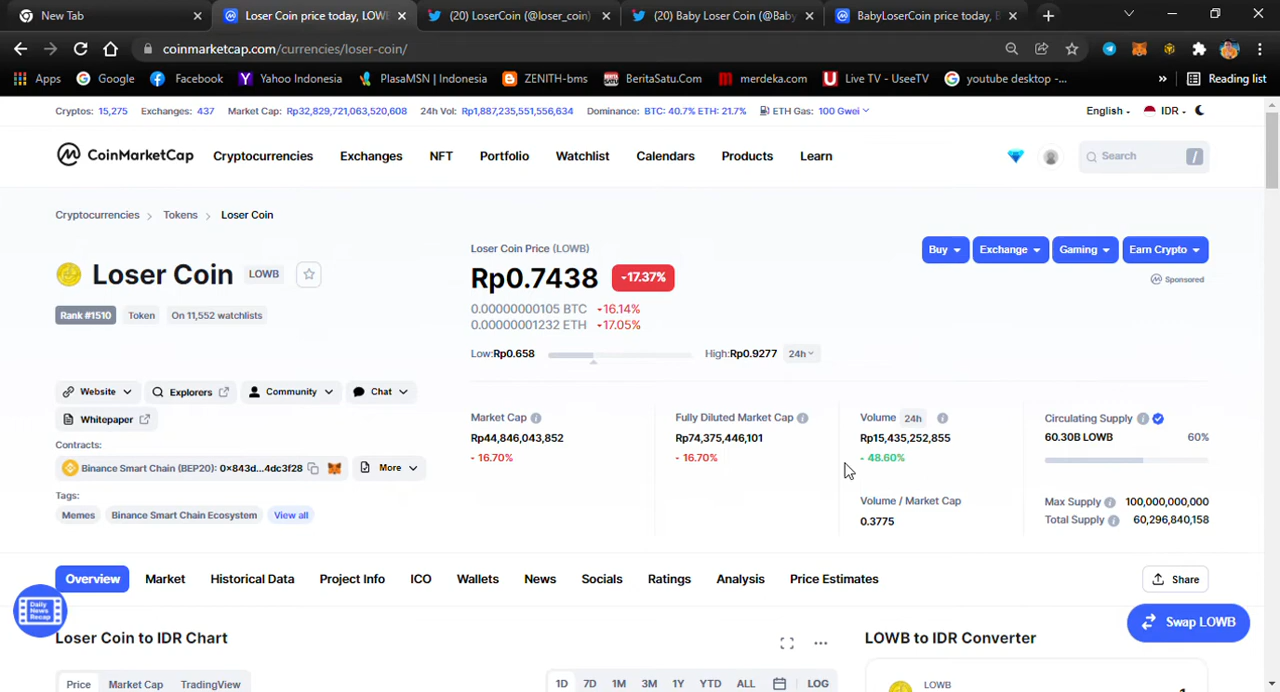 New Tab
Loser Coin price today, LOW
(20) LoserCoin (@loser_coin)
(20) Baby Loser Coin (@Baby
BabyLoserCoin price today, B
coinmarketcap.com/currencies/loser-coin/
Apps
Google
Facebook
Yahoo Indonesia
PlasaMSN | Indonesia
ZENITH-bms
BeritaSatu.Com
merdeka.com
Live TV - UseeTV
youtube desktop -...
»
Reading list
Cryptos: 15,275
Exchanges: 437
Market Cap: Rp32,829,721,063,520,608
24h Vol: Rp1,887,235,551,556,634
Dominance: BTC: 40.7% ETH: 21.7%
ETH Gas: 100 Gwei
English
IDR
CoinMarketCap
Cryptocurrencies
Exchanges
NFT
Portfolio
Watchlist
Calendars
Products
Learn
Search
/
Cryptocurrencies > Tokens > Loser Coin
Loser Coin
LOWB
Rank #1510
Token
On 11,552 watchlists
Loser Coin Price (LOWB)
Rp0.7438
-17.37%
0.00000000105 BTC
16.14%
0.00000001232 ETH
17.05%
Low:Rp0.658
High:Rp0.9277
24h
Buy
Exchange
Gaming
Earn Crypto
Sponsored
Website
Explorers
Community
Chat
Whitepaper
Contracts:
Binance Smart Chain (BEP20): 0x843d...4dc3f28
More
Tags:
Memes
Binance Smart Chain Ecosystem
View all
Market Cap
Rp44,846,043,852
- 16.70%
Fully Diluted Market Cap
Rp74,375,446,101
- 16.70%
Volume 24h
Rp15,435,252,855
- 48.60%
Volume / Market Cap
0.3775
Circulating Supply
60.30B LOWB
60%
Max Supply
100,000,000,000
Total Supply
60,296,840,158
Overview
Market
Historical Data
Project Info
ICO
Wallets
News
Socials
Ratings
Analysis
Price Estimates
Share
Daily
News
Recap
Swap LOWB
Loser Coin to IDR Chart
LOWB to IDR Converter
Price
Market Cap
TradingView
1D
7D
1M
3M
1Y
YTD
ALL
LOG
LOWB